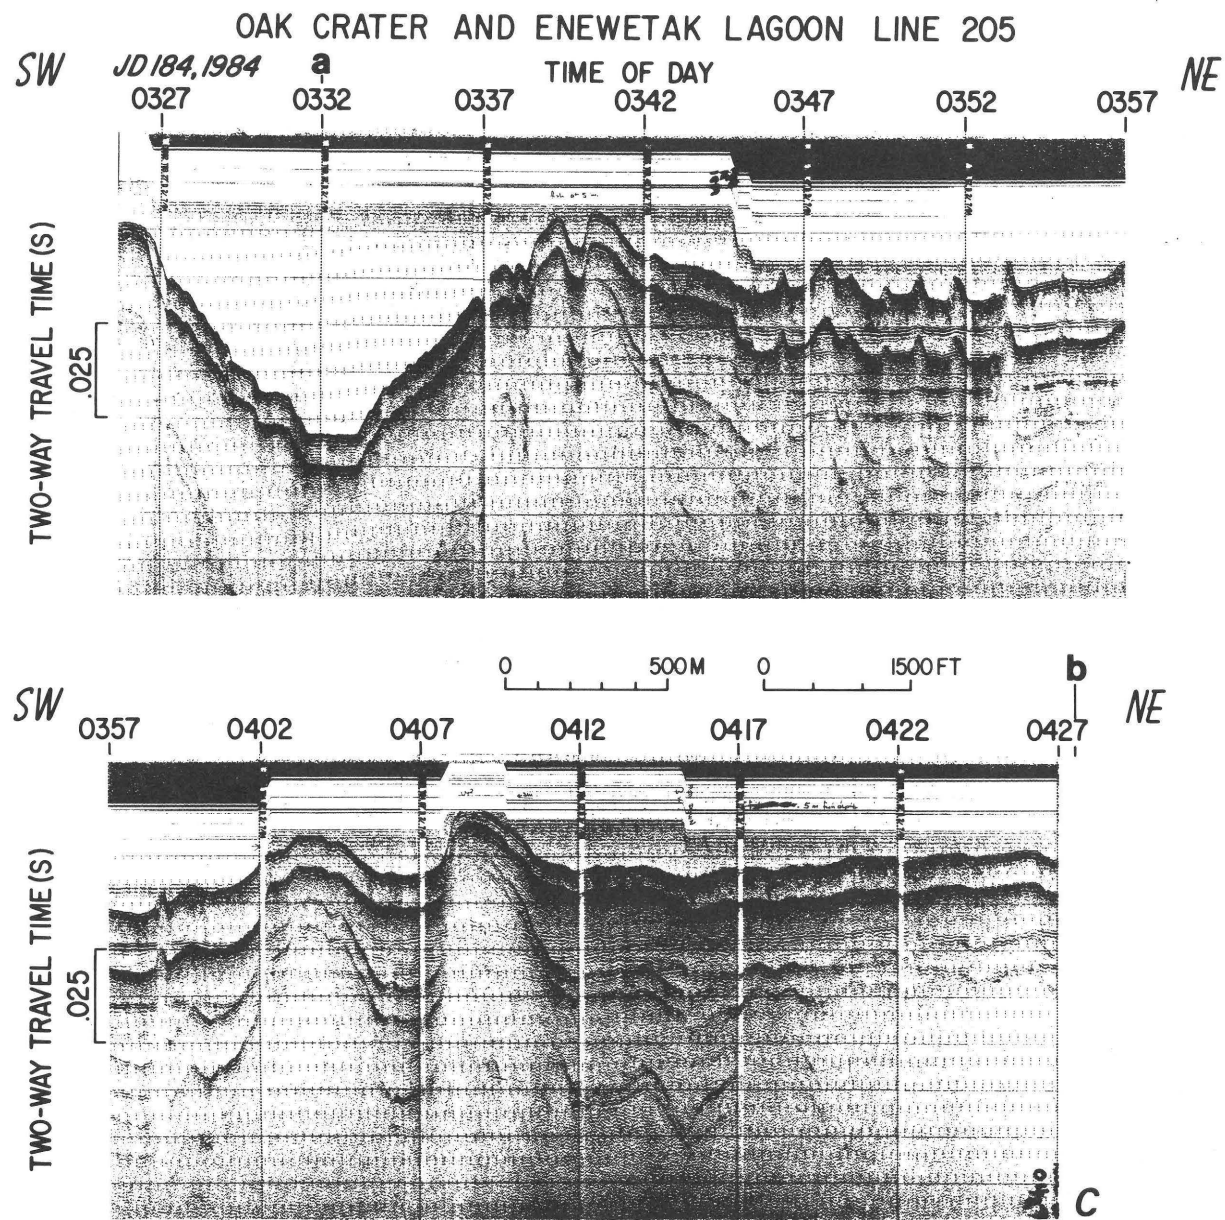 OAK CRATER AND ENEWETAK LAGOON LINE 205
SW JD 184, 1984 a TIME OF DAY NE
0327 0332 0337 0342 0347 0352 0357
TWO-WAY TRAVEL TIME (S)
.025
0 500 M 0 1500 FT b
SW NE
0357 0402 0407 0412 0417 0422 0427
TWO-WAY TRAVEL TIME (S)
.025
C